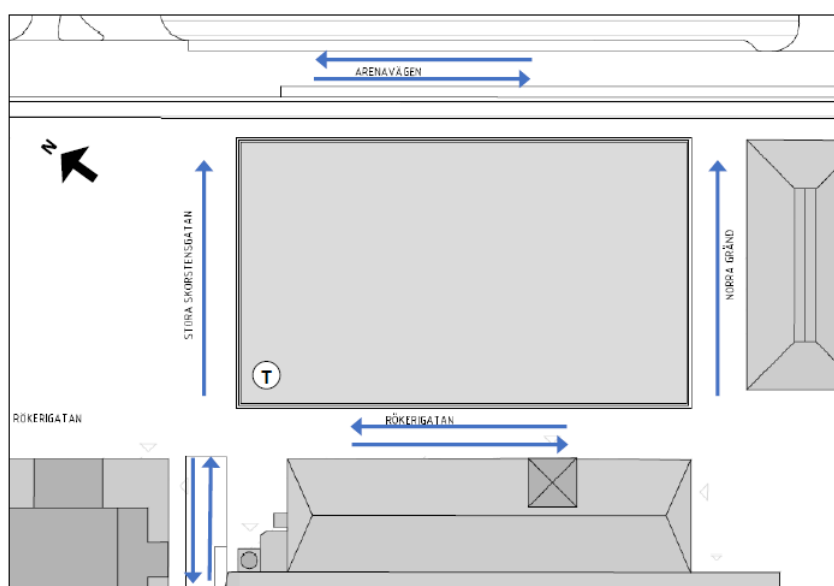 ARENAVÄGEN
N
STORA SKORSTENSGATAN
NORRA GRÄND
T
RÖKERIGATAN
RÖKERIGATAN